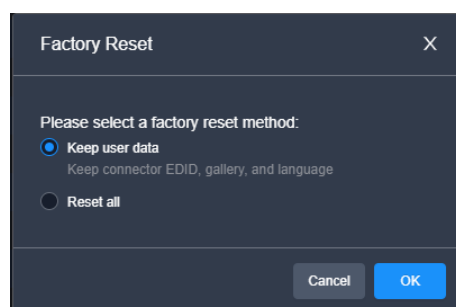 Factory Reset X
Please select a factory reset method:
Keep user data
Keep connector EDID, gallery, and language
Reset all
Cancel OK